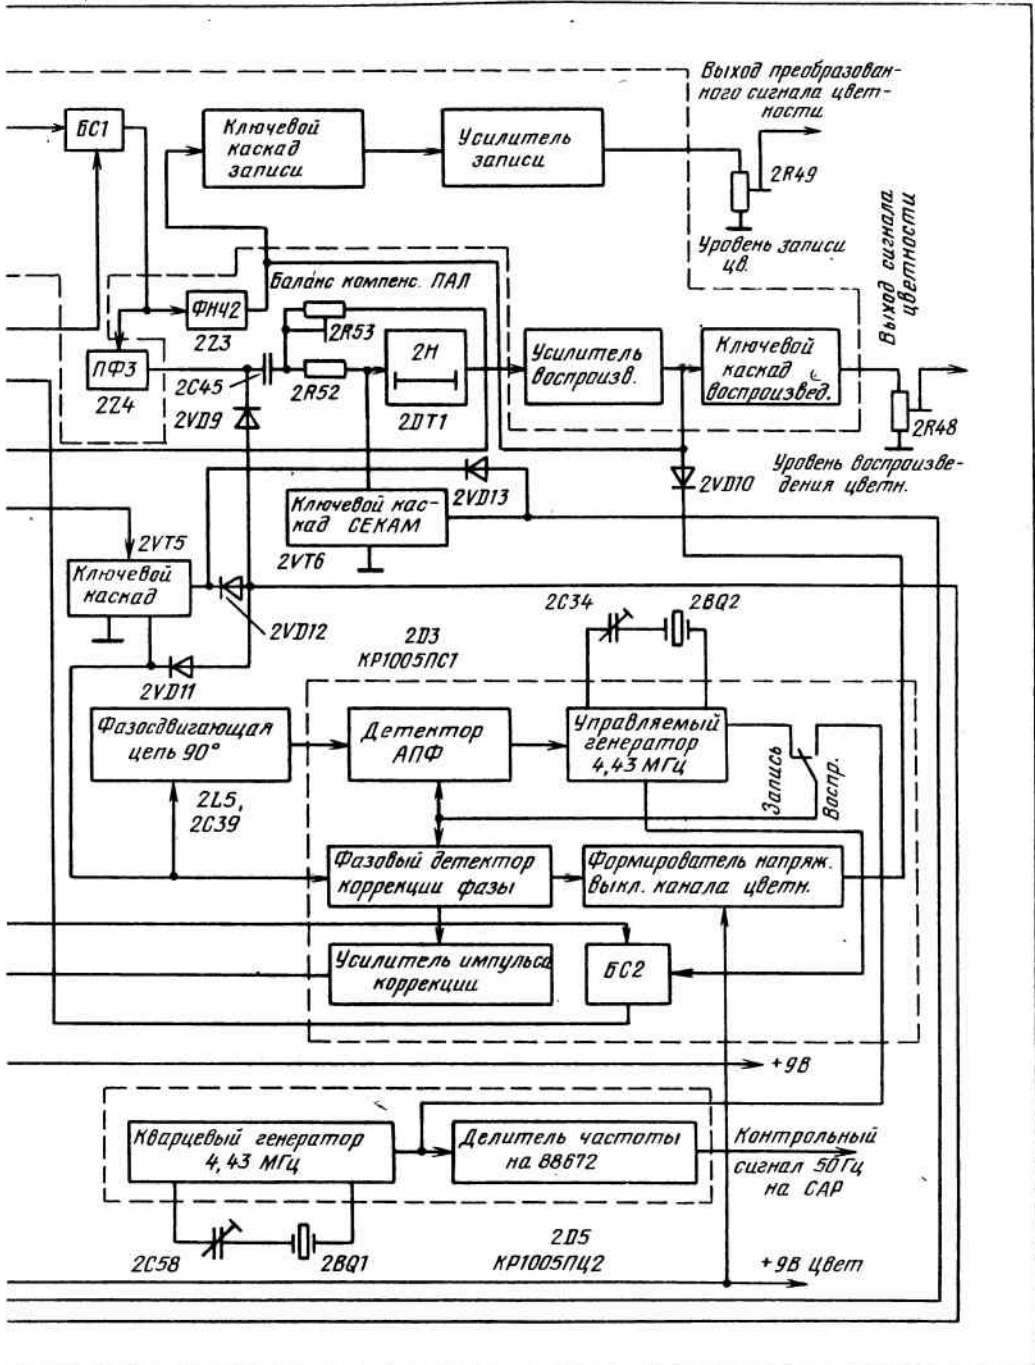 Выход преобразован-
ного сигнала цвет-
ности
БС1
Ключевой
каскад
записи
Усилитель
записи
2R49
Уровень записи
цв.
Выход сигнала
цветности
Баланс компенс. ПАЛ
ФНЧ2
2Z3
2R53
ПФ3
2Z4
2C45
2R52
2Н
2DT1
Усилитель
воспроизв.
Ключевой
каскад
воспроизвед.
2R48
2VD9
Уровень воспроизве-
дения цветн.
2VD13
2VD10
Ключевой кас-
кад СЕКАМ
2VT5
2VT6
Ключевой
каскад
2VD12
2C34
2BQ2
2D3
КР1005ПС1
2VD11
Фазосдвигающая
цепь 90°
Детектор
АПФ
Управляемый
генератор
4,43 МГц
Запись
Воспр.
2L5,
2C39
Фазовый детектор
коррекции фазы
Формирователь напряж.
выкл. канала цветн.
Усилитель импульса
коррекции
БС2
+9В
Кварцевый генератор
4,43 МГц
Делитель частоты
на 88672
Контрольный
сигнал 50Гц
на САР
2C58
2BQ1
2D5
КР1005ПЦ2
+9В Цвет